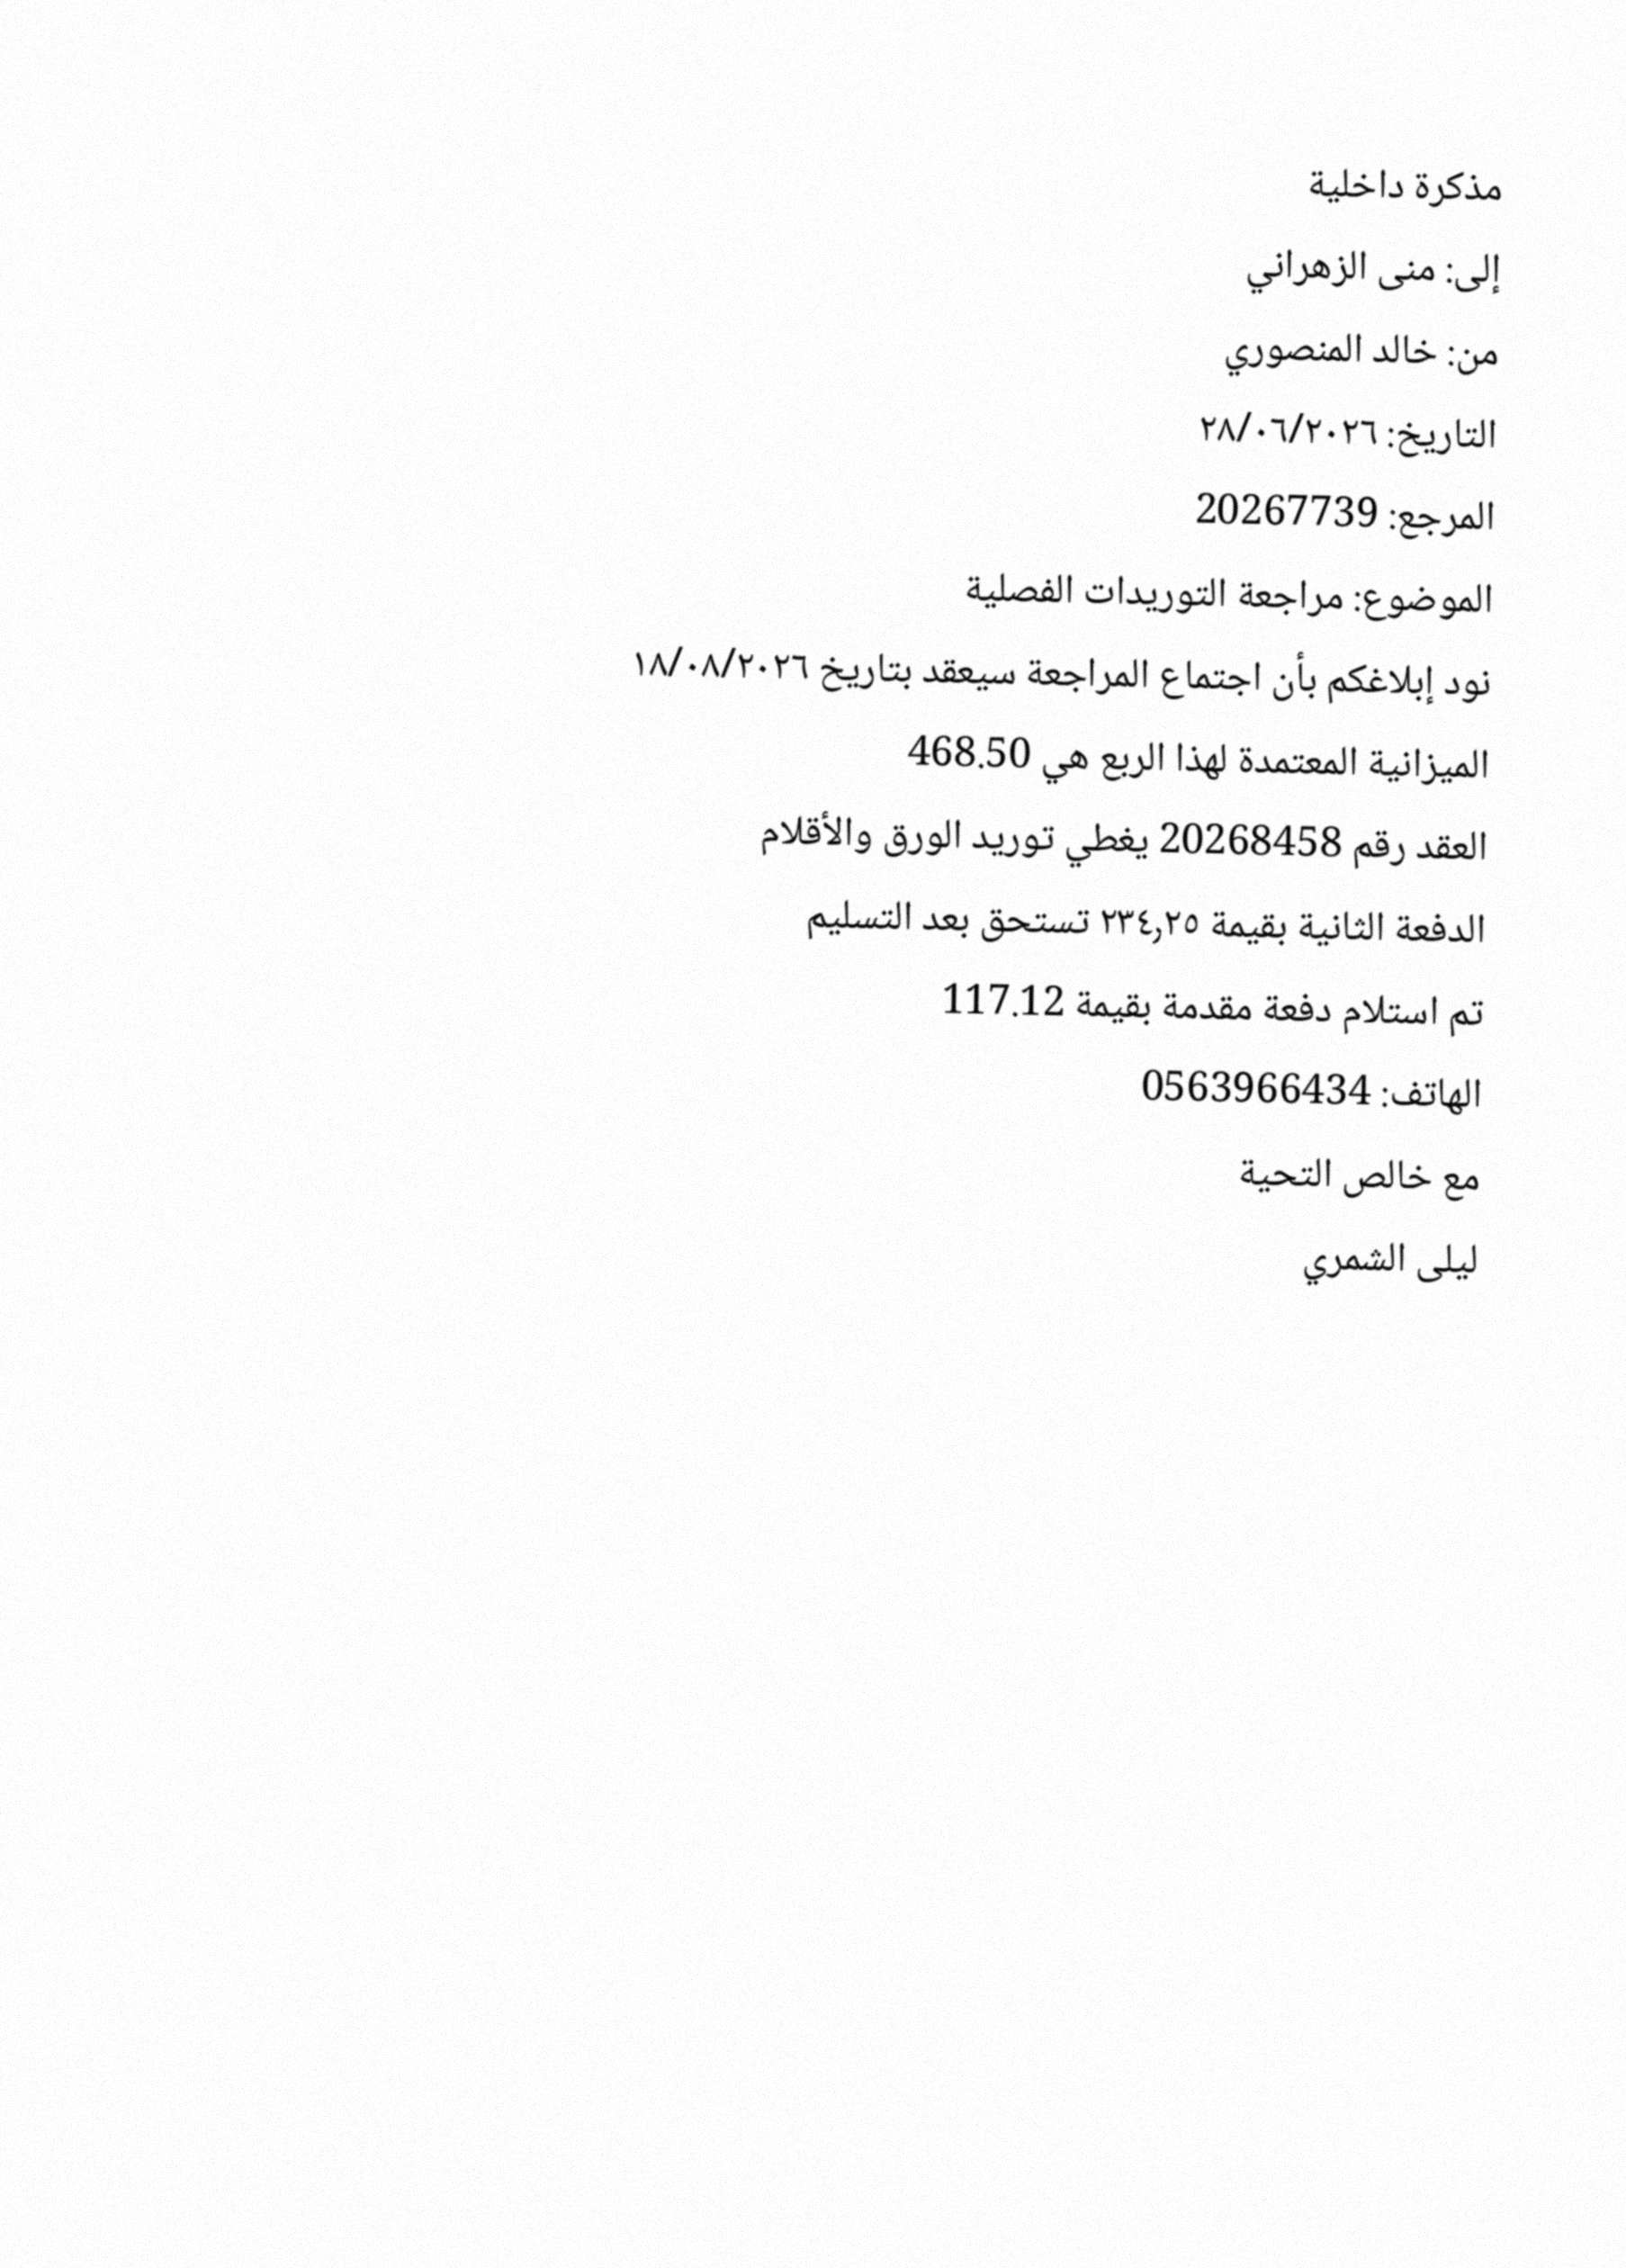 مذكرة داخلية
إلى: منى الزهراني
من: خالد المنصوري
التاريخ: ٢٨/٠٦/٢٠٢٦
المرجع: 20267739
الموضوع: مراجعة التوريدات الفصلية
نود إبلاغكم بأن اجتماع المراجعة سيعقد بتاريخ ١٨/٠٨/٢٠٢٦
الميزانية المعتمدة لهذا الربع هي 468.50
العقد رقم 20268458 يغطي توريد الورق والأقلام
الدفعة الثانية بقيمة ٢٣٤,٢٥ تستحق بعد التسليم
تم استلام دفعة مقدمة بقيمة 117.12
الهاتف: 0563966434
مع خالص التحية
ليلى الشمري